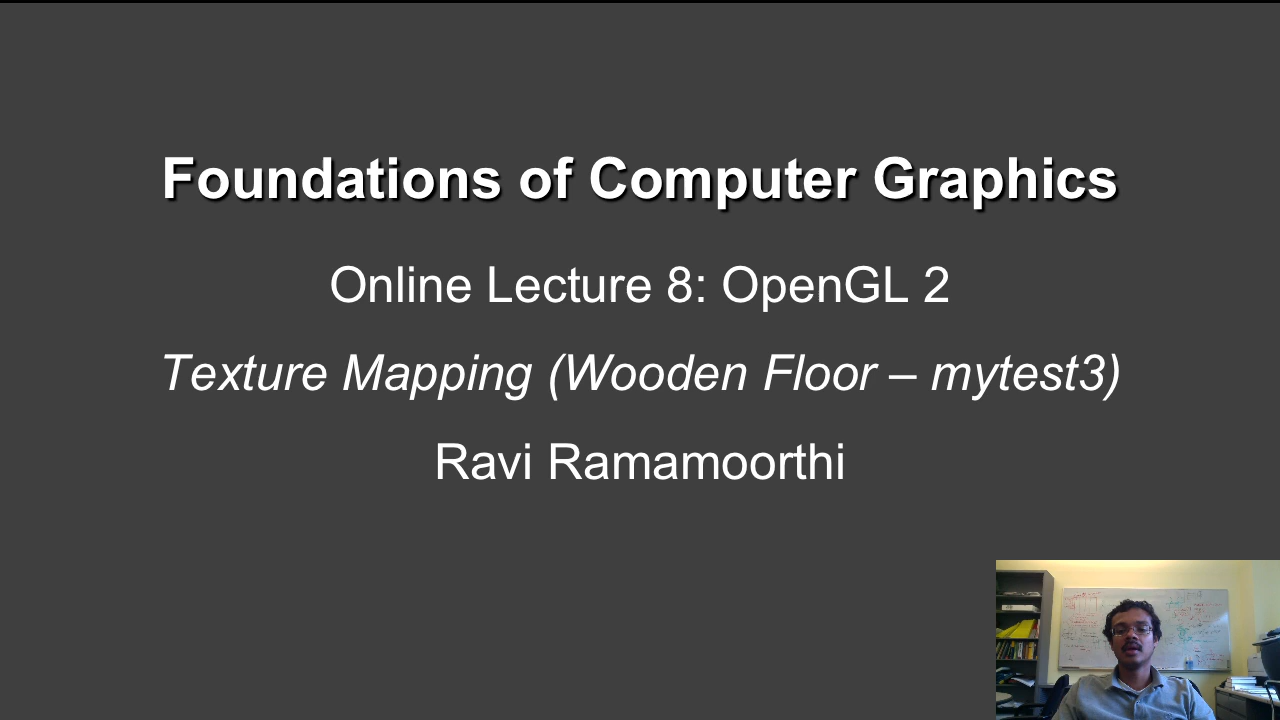 Foundations of Computer Graphics
Online Lecture 8: OpenGL 2
Texture Mapping (Wooden Floor – mytest3)
Ravi Ramamoorthi